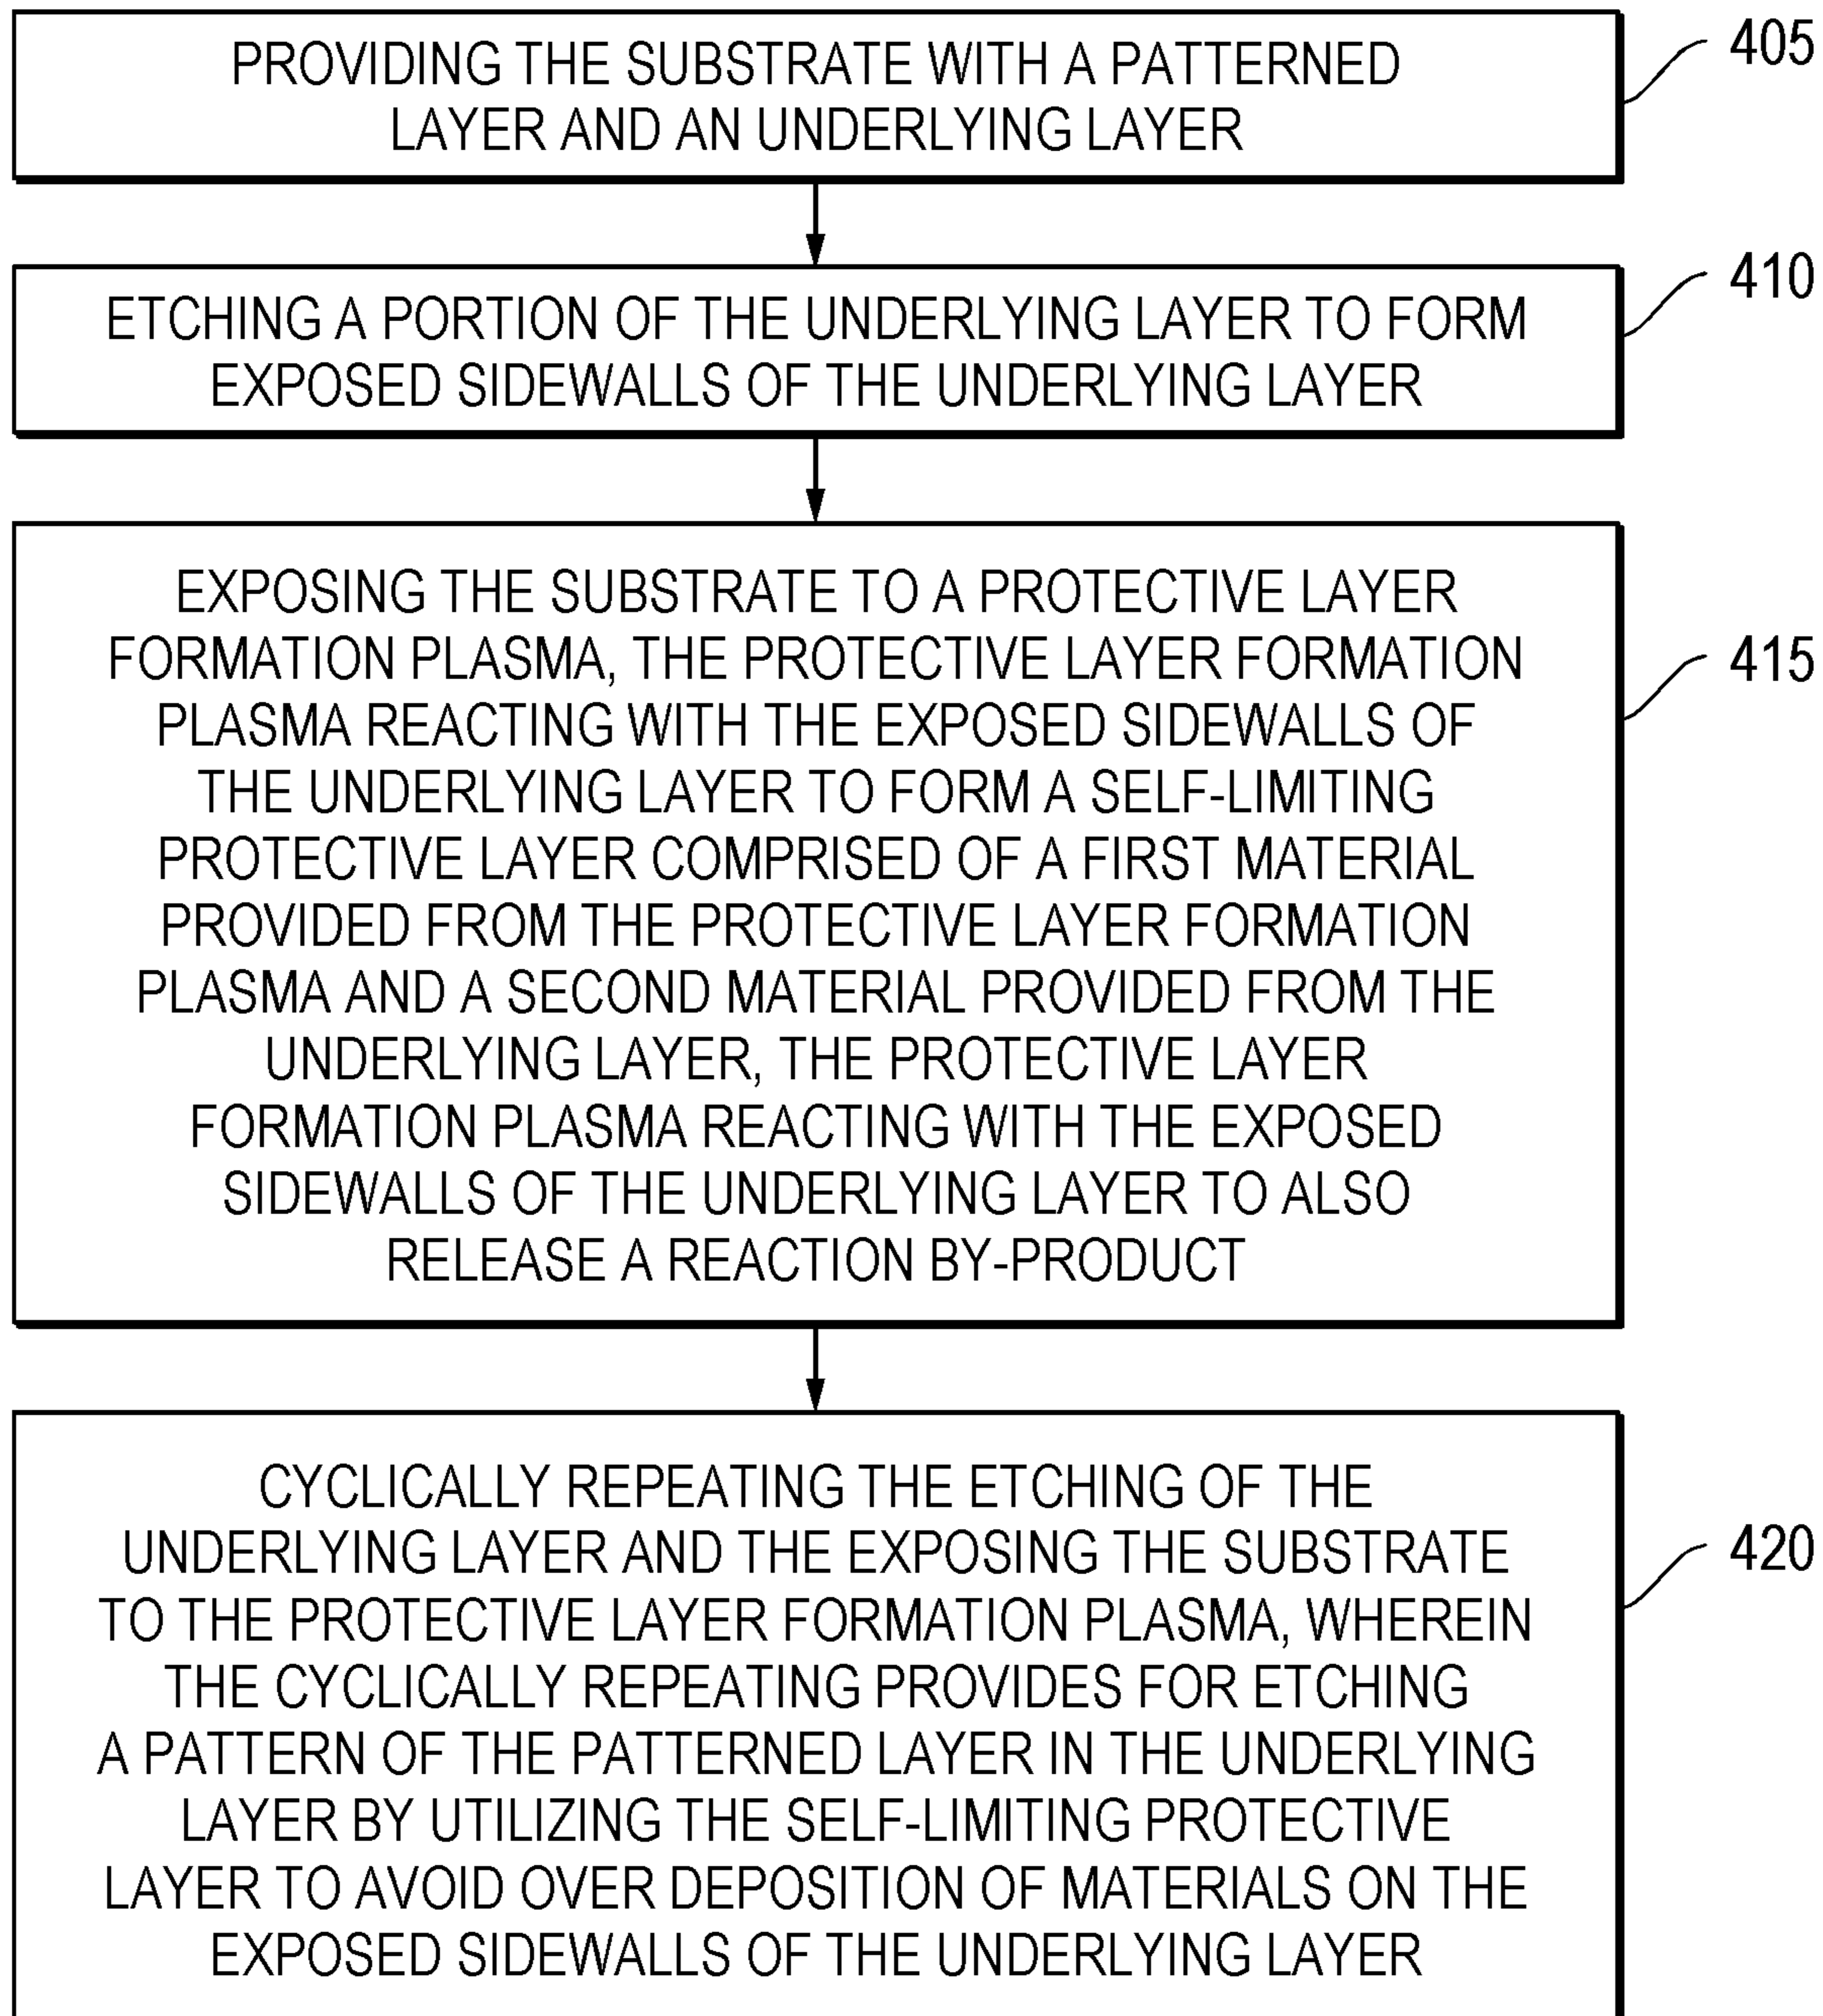 PROVIDING THE SUBSTRATE WITH A PATTERNED
LAYER AND AN UNDERLYING LAYER
405
ETCHING A PORTION OF THE UNDERLYING LAYER TO FORM
EXPOSED SIDEWALLS OF THE UNDERLYING LAYER
410
EXPOSING THE SUBSTRATE TO A PROTECTIVE LAYER
FORMATION PLASMA, THE PROTECTIVE LAYER FORMATION
PLASMA REACTING WITH THE EXPOSED SIDEWALLS OF
THE UNDERLYING LAYER TO FORM A SELF-LIMITING
PROTECTIVE LAYER COMPRISED OF A FIRST MATERIAL
PROVIDED FROM THE PROTECTIVE LAYER FORMATION
PLASMA AND A SECOND MATERIAL PROVIDED FROM THE
UNDERLYING LAYER, THE PROTECTIVE LAYER
FORMATION PLASMA REACTING WITH THE EXPOSED
SIDEWALLS OF THE UNDERLYING LAYER TO ALSO
RELEASE A REACTION BY-PRODUCT
415
CYCLICALLY REPEATING THE ETCHING OF THE
UNDERLYING LAYER AND THE EXPOSING THE SUBSTRATE
TO THE PROTECTIVE LAYER FORMATION PLASMA, WHEREIN
THE CYCLICALLY REPEATING PROVIDES FOR ETCHING
A PATTERN OF THE PATTERNED LAYER IN THE UNDERLYING
LAYER BY UTILIZING THE SELF-LIMITING PROTECTIVE
LAYER TO AVOID OVER DEPOSITION OF MATERIALS ON THE
EXPOSED SIDEWALLS OF THE UNDERLYING LAYER
420